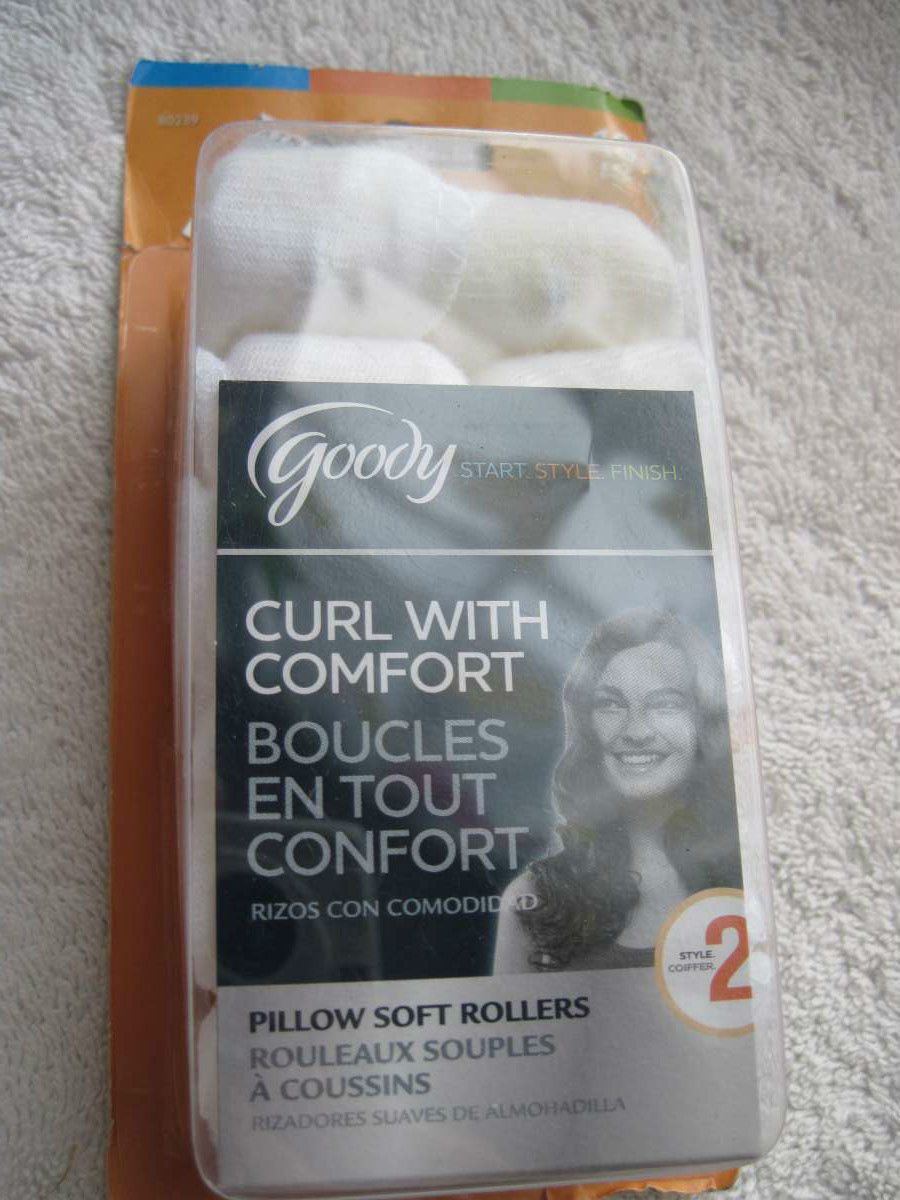 80239
goody START. STYLE. FINISH.
CURL WITH
COMFORT
BOUCLES
EN TOUT
CONFORT
RIZOS CON COMODIDAD
STYLE. 2
COIFFER.
PILLOW SOFT ROLLERS
ROULEAUX SOUPLES
À COUSSINS
RIZADORES SUAVES DE ALMOHADILLA